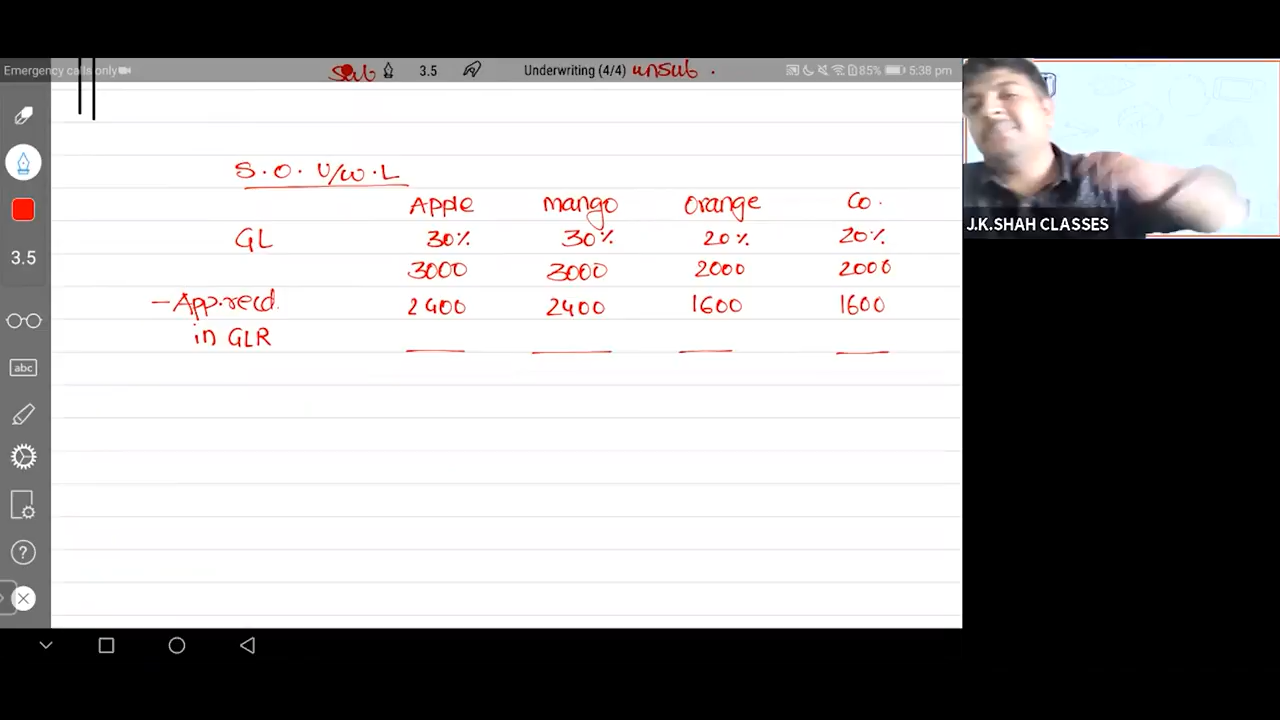 Emergency calls only
sub 3.5 Underwriting (4/4) unsub. 85% 5:38 pm
S.O. U/w.L
Apple mango Orange Co.
GL 30% 30% 20% 20%
3000 3000 2000 2000
- App.recd. 2400 2400 1600 1600
in GLR
3.5
abc
J.K.SHAH CLASSES